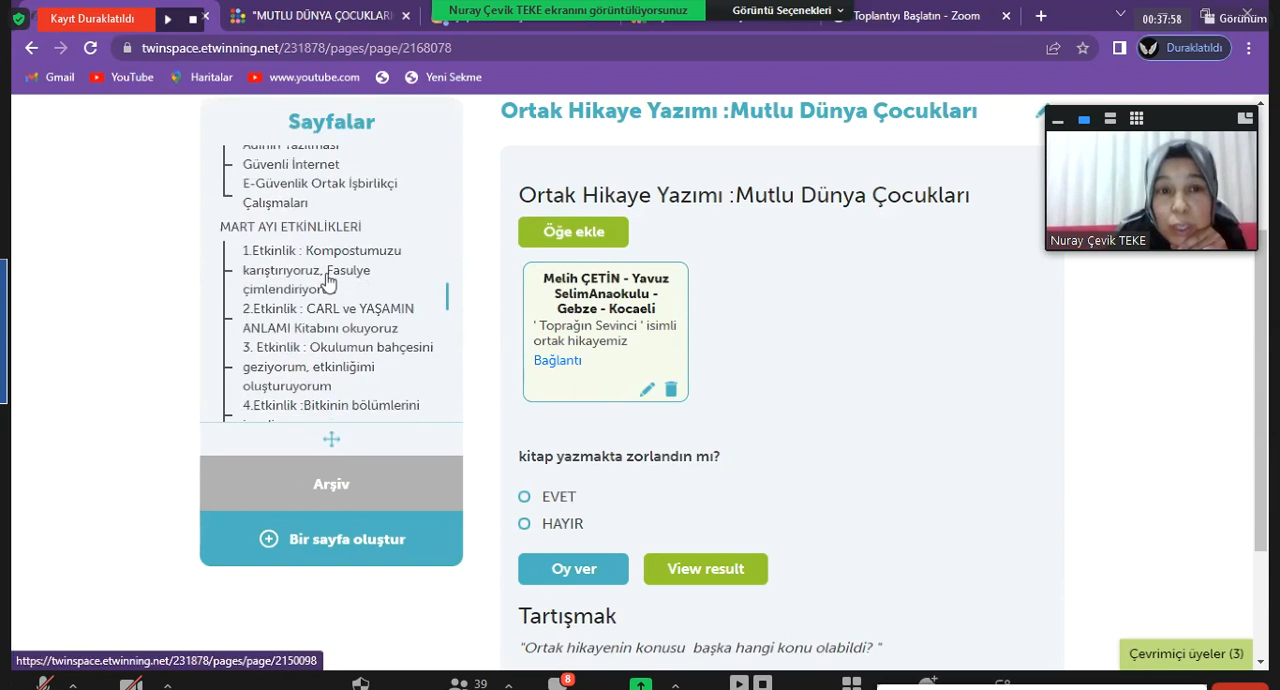 Kayıt Duraklatıldı
"MUTLU DÜNYA ÇOCUKLARI
Nuray Çevik TEKE ekranını görüntülüyorsunuz
Görüntü Seçenekleri
Toplantıyı Başlatın - Zoom
00:37:58
Görünüm
twinspace.etwinning.net/231878/pages/page/2168078
Duraklatıldı
Gmail
YouTube
Haritalar
www.youtube.com
Yeni Sekme
Sayfalar
Adının Yazılması
Güvenli İnternet
E-Güvenlik Ortak İşbirlikçi
Çalışmaları
MART AYI ETKİNLİKLERİ
1.Etkinlik : Kompostumuzu
karıştırıyoruz, Fasulye
çimlendiriyor
2.Etkinlik : CARL ve YAŞAMIN
ANLAMI Kitabını okuyoruz
3. Etkinlik : Okulumun bahçesini
geziyorum, etkinliğimi
oluşturuyorum
4.Etkinlik :Bitkinin bölümlerini
Arşiv
Bir sayfa oluştur
Ortak Hikaye Yazımı :Mutlu Dünya Çocukları
Ortak Hikaye Yazımı :Mutlu Dünya Çocukları
Öğe ekle
Melih ÇETİN - Yavuz
SelimAnaokulu -
Gebze - Kocaeli
' Toprağın Sevinci ' isimli
ortak hikayemiz
Bağlantı
kitap yazmakta zorlandın mı?
EVET
HAYIR
Oy ver
View result
Tartışmak
"Ortak hikayenin konusu başka hangi konu olabildi? "
Nuray Çevik TEKE
Çevrimiçi üyeler (3)
https://twinspace.etwinning.net/231878/pages/page/2150098
39
8